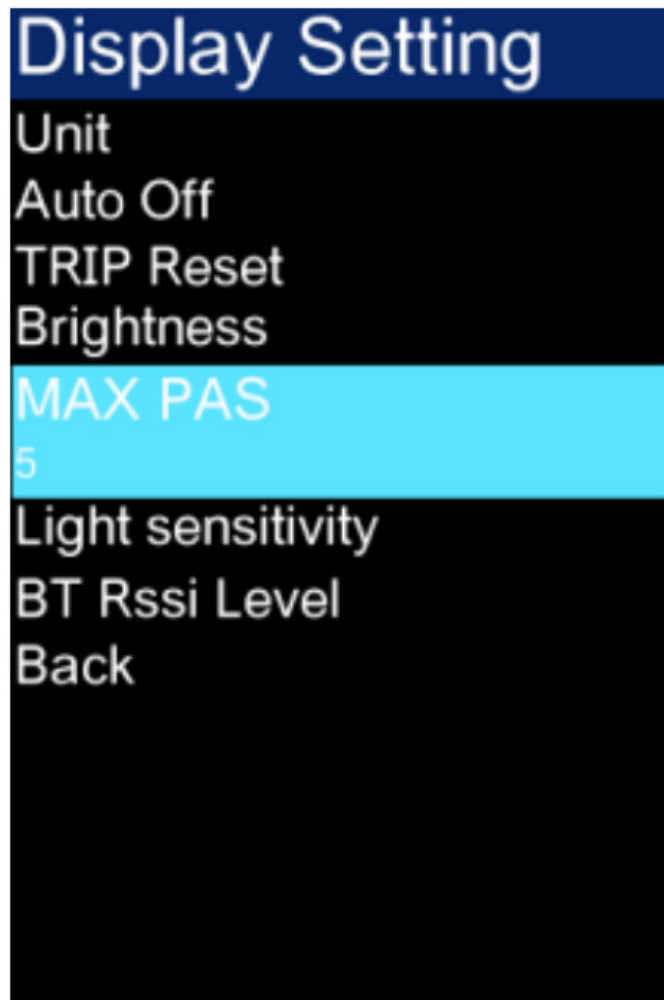 Display Setting
Unit
Auto Off
TRIP Reset
Brightness
MAX PAS
5
Light sensitivity
BT Rssi Level
Back